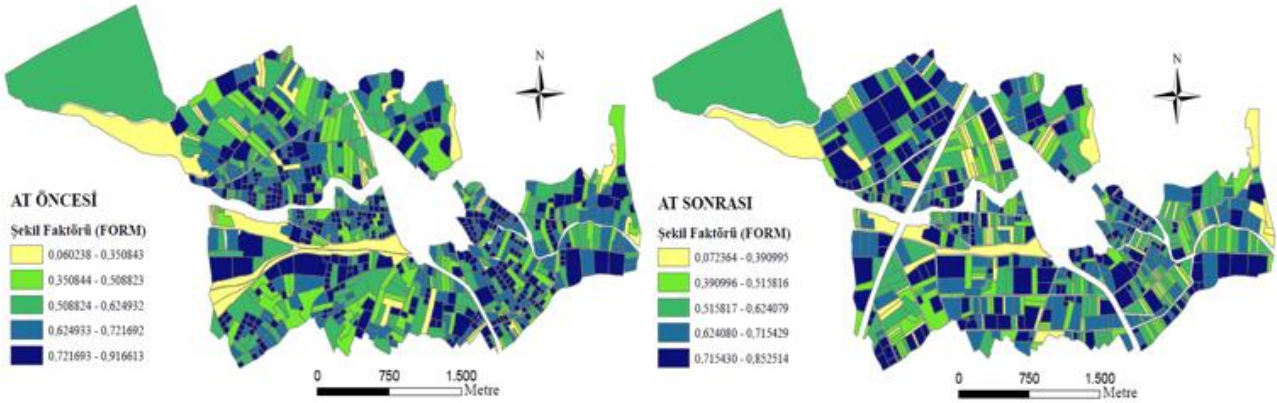 N
AT ÖNCESİ
Şekil Faktörü (FORM)
0,060238 - 0,350843
0,350844 - 0,508823
0,508824 - 0,624932
0,624933 - 0,721692
0,721693 - 0,916613
0 750 1.500
Metre
N
AT SONRASI
Şekil Faktörü (FORM)
0,072364 - 0,390995
0,390996 - 0,515816
0,515817 - 0,624079
0,624080 - 0,715429
0,715430 - 0,852514
0 750 1.500
Metre